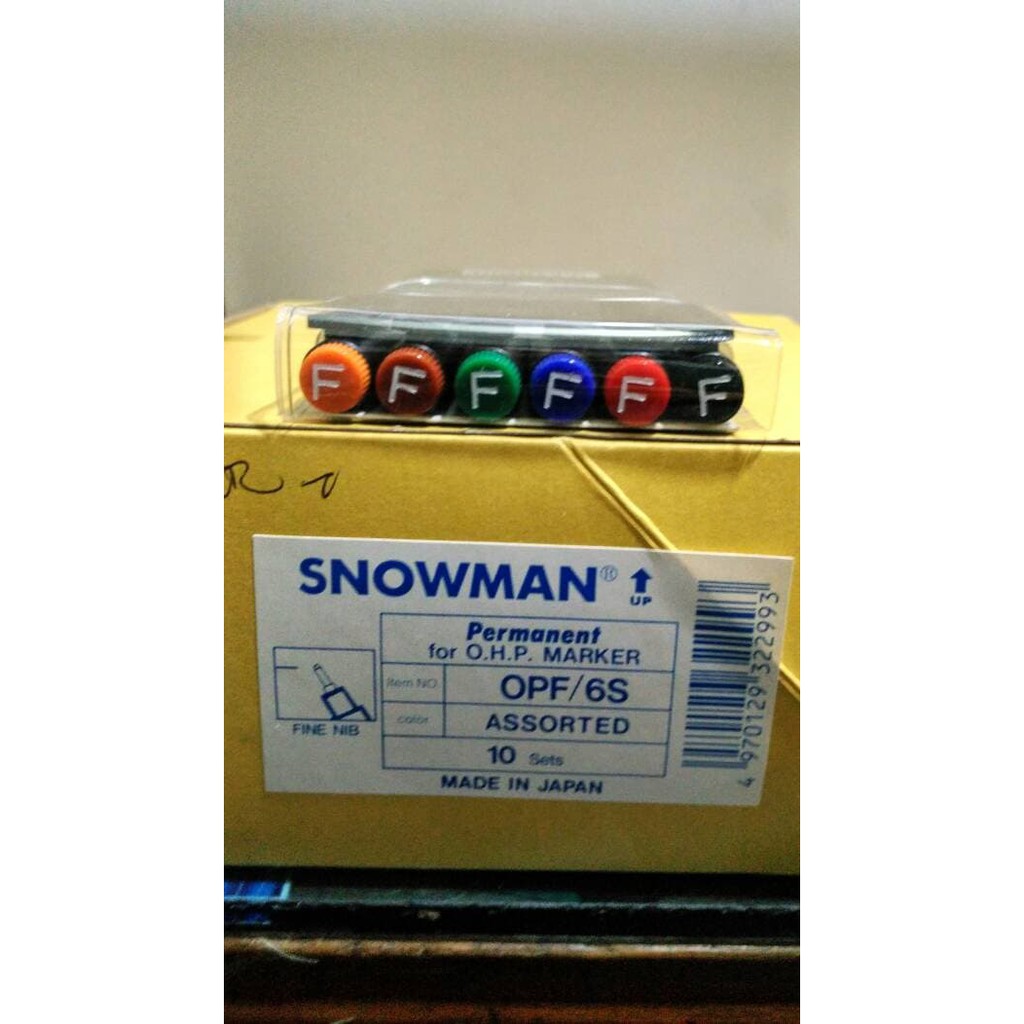 F F F F F F
SNOWMAN® ↑
UP
Permanent
for O.H.P. MARKER
Item NO. OPF/6S
color ASSORTED
10 Sets
FINE NIB
MADE IN JAPAN
4 970129 322993